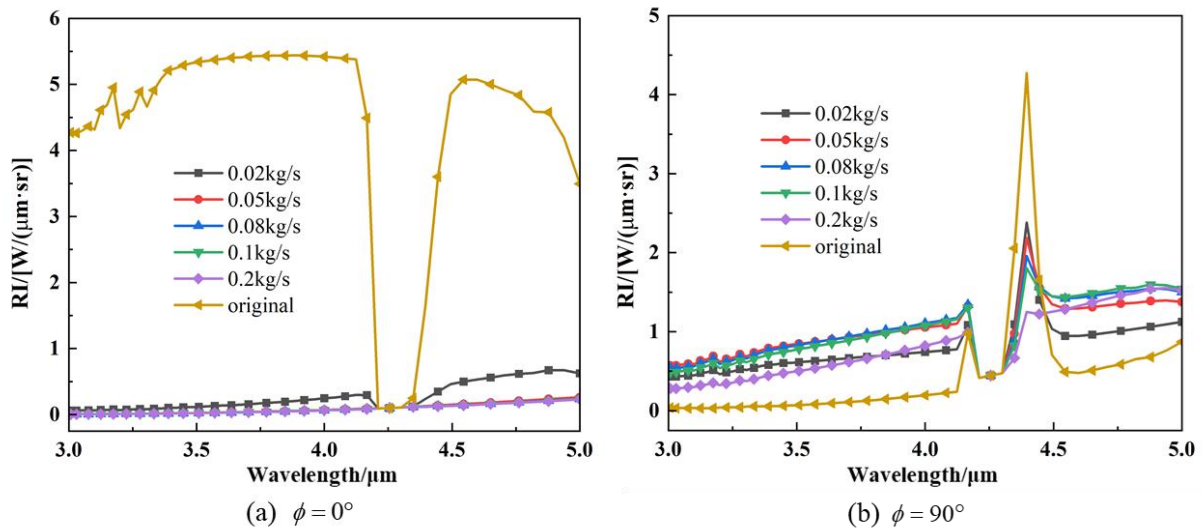 6
5
4
3
2
1
0
RI/[W/(μm·sr)]
0.02kg/s
0.05kg/s
0.08kg/s
0.1kg/s
0.2kg/s
original
3.0
3.5
4.0
4.5
5.0
Wavelength/μm
(a) ϕ = 0°
5
4
3
2
1
0
RI/[W/(μm·sr)]
0.02kg/s
0.05kg/s
0.08kg/s
0.1kg/s
0.2kg/s
original
3.0
3.5
4.0
4.5
5.0
Wavelength/μm
(b) ϕ = 90°